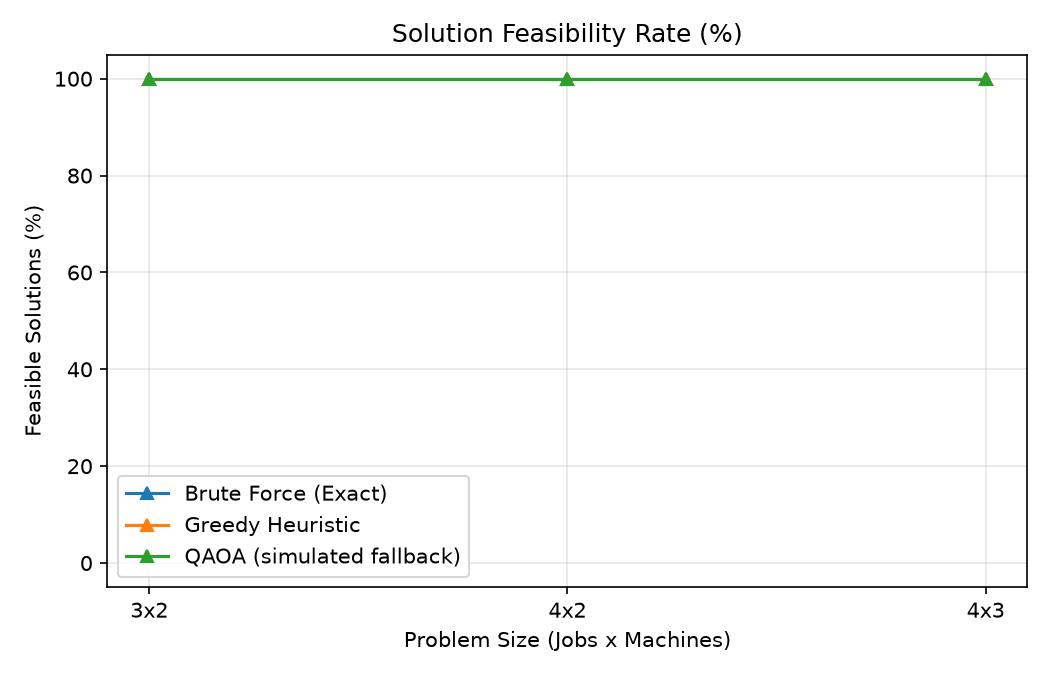 Solution Feasibility Rate (%)
100
80
60
40
20
0
Feasible Solutions (%)
Brute Force (Exact)
Greedy Heuristic
QAOA (simulated fallback)
3x2
4x2
4x3
Problem Size (Jobs x Machines)